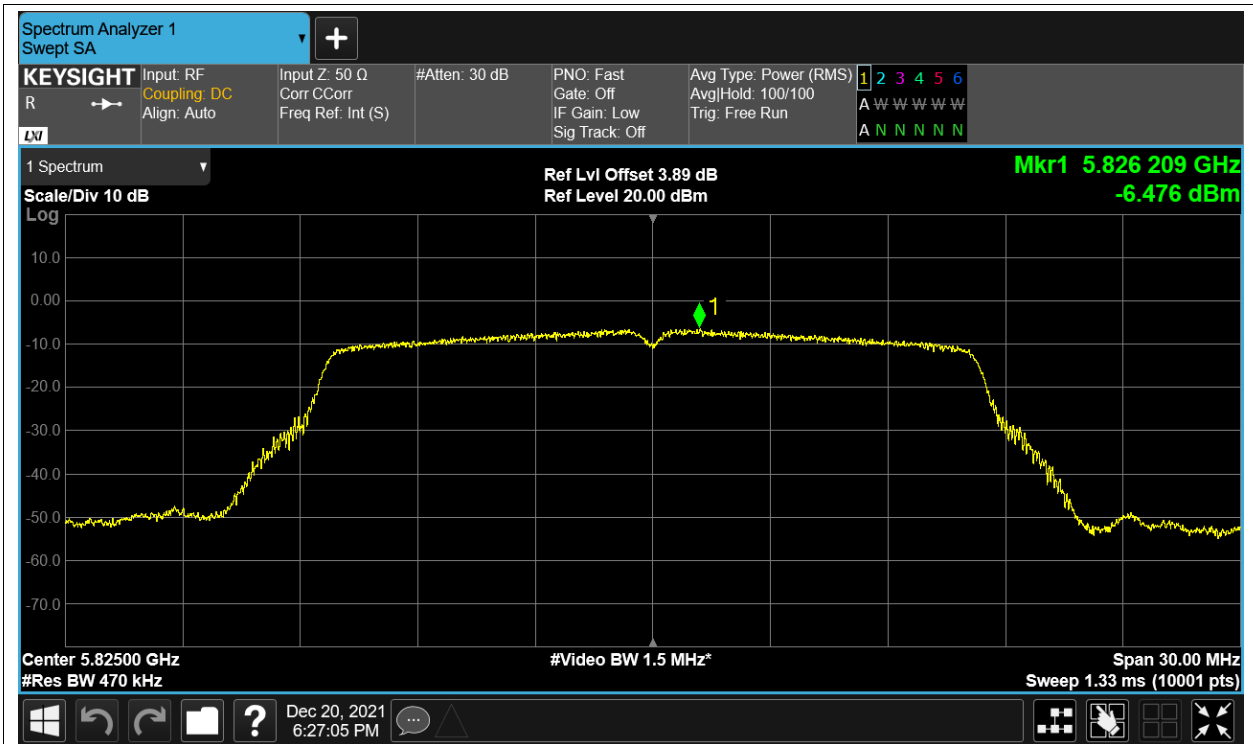 Spectrum Analyzer 1
Swept SA
KEYSIGHT
R
LXI
Input: RF
Coupling: DC
Align: Auto
Input Z: 50 Ω
Corr CCorr
Freq Ref: Int (S)
#Atten: 30 dB
PNO: Fast
Gate: Off
IF Gain: Low
Sig Track: Off
Avg Type: Power (RMS)
Avg|Hold: 100/100
Trig: Free Run
1 2 3 4 5 6
A W W W W W
A N N N N N
1 Spectrum
Scale/Div 10 dB
Log
Ref Lvl Offset 3.89 dB
Ref Level 20.00 dBm
Mkr1 5.826 209 GHz
-6.476 dBm
10.0
0.00
-10.0
-20.0
-30.0
-40.0
-50.0
-60.0
-70.0
1
Center 5.82500 GHz
#Res BW 470 kHz
#Video BW 1.5 MHz*
Span 30.00 MHz
Sweep 1.33 ms (10001 pts)
?
Dec 20, 2021
6:27:05 PM